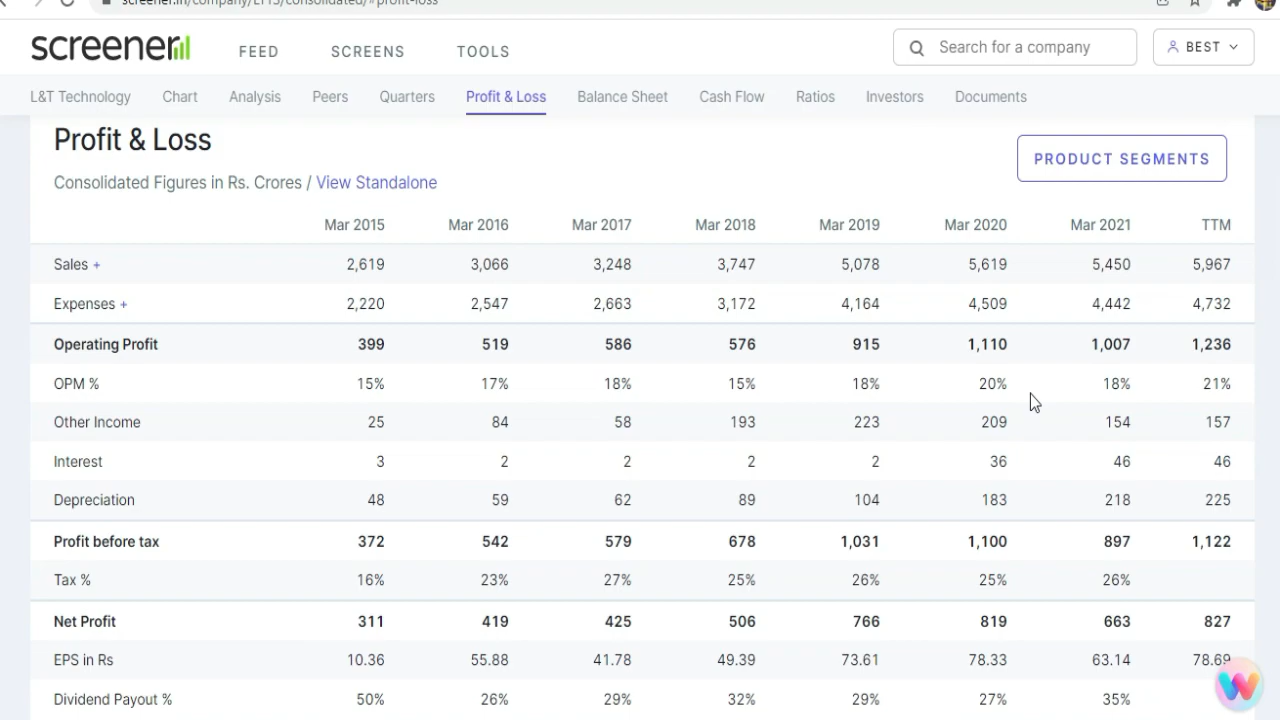 screener.in/company/LTTS/consolidated/#profit-loss
screener FEED SCREENS TOOLS Search for a company BEST
L&T Technology Chart Analysis Peers Quarters Profit & Loss Balance Sheet Cash Flow Ratios Investors Documents
Profit & Loss
PRODUCT SEGMENTS
Consolidated Figures in Rs. Crores / View Standalone
Mar 2015 Mar 2016 Mar 2017 Mar 2018 Mar 2019 Mar 2020 Mar 2021 TTM
Sales + 2,619 3,066 3,248 3,747 5,078 5,619 5,450 5,967
Expenses + 2,220 2,547 2,663 3,172 4,164 4,509 4,442 4,732
Operating Profit 399 519 586 576 915 1,110 1,007 1,236
OPM % 15% 17% 18% 15% 18% 20% 18% 21%
Other Income 25 84 58 193 223 209 154 157
Interest 3 2 2 2 2 36 46 46
Depreciation 48 59 62 89 104 183 218 225
Profit before tax 372 542 579 678 1,031 1,100 897 1,122
Tax % 16% 23% 27% 25% 26% 25% 26%
Net Profit 311 419 425 506 766 819 663 827
EPS in Rs 10.36 55.88 41.78 49.39 73.61 78.33 63.14 78.69
Dividend Payout % 50% 26% 29% 32% 29% 27% 35%